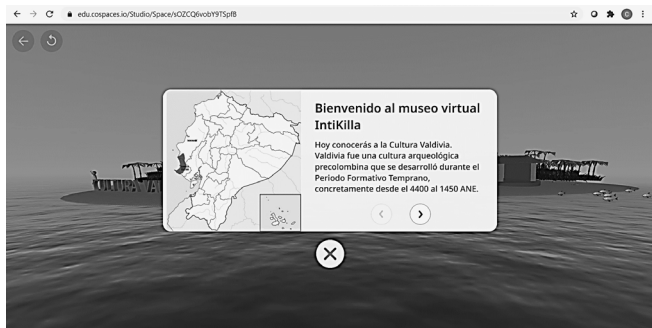 edu.cospaces.io/Studio/Space/sOZCQ6vobY9TSpfB
G
Bienvenido al museo virtual
IntiKilla
Hoy conocerás a la Cultura Valdivia.
Valdivia fue una cultura arqueológica
precolombina que se desarrolló durante el
Periodo Formativo Temprano,
concretamente desde el 4400 al 1450 ANE.